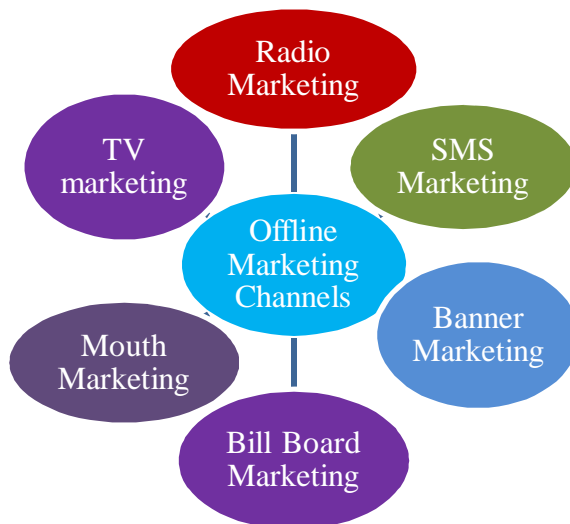 Radio
Marketing
TV
marketing
SMS
Marketing
Offline
Marketing
Channels
Mouth
Marketing
Banner
Marketing
Bill Board
Marketing